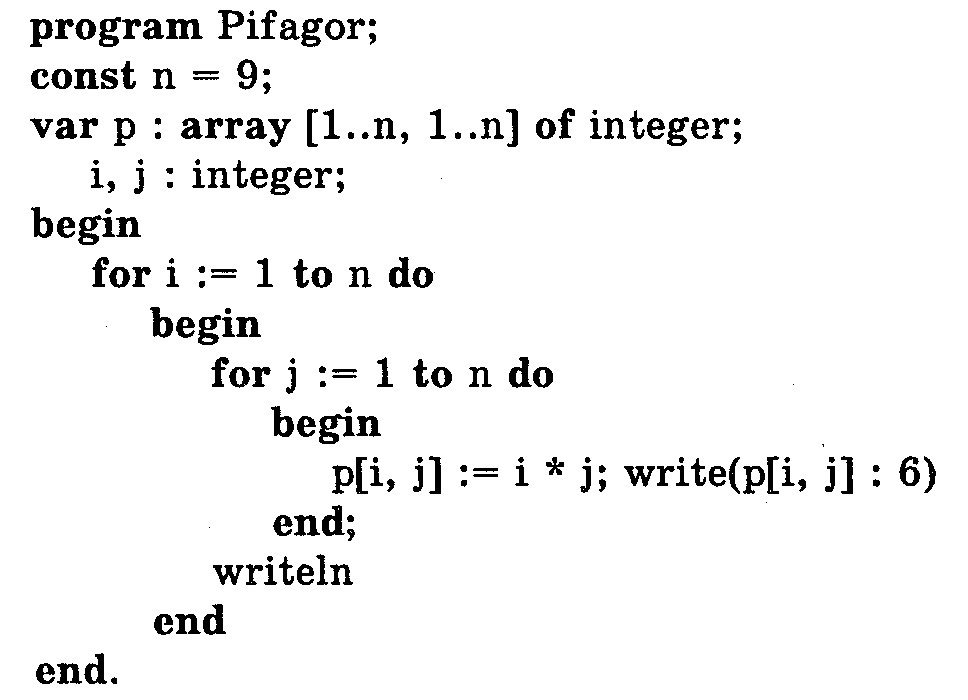 program Pifagor;
const n = 9;
var p : array [1..n, 1..n] of integer;
i, j : integer;
begin
for i := 1 to n do
begin
for j := 1 to n do
begin
p[i, j] := i * j; write(p[i, j] : 6)
end;
writeln
end
end.